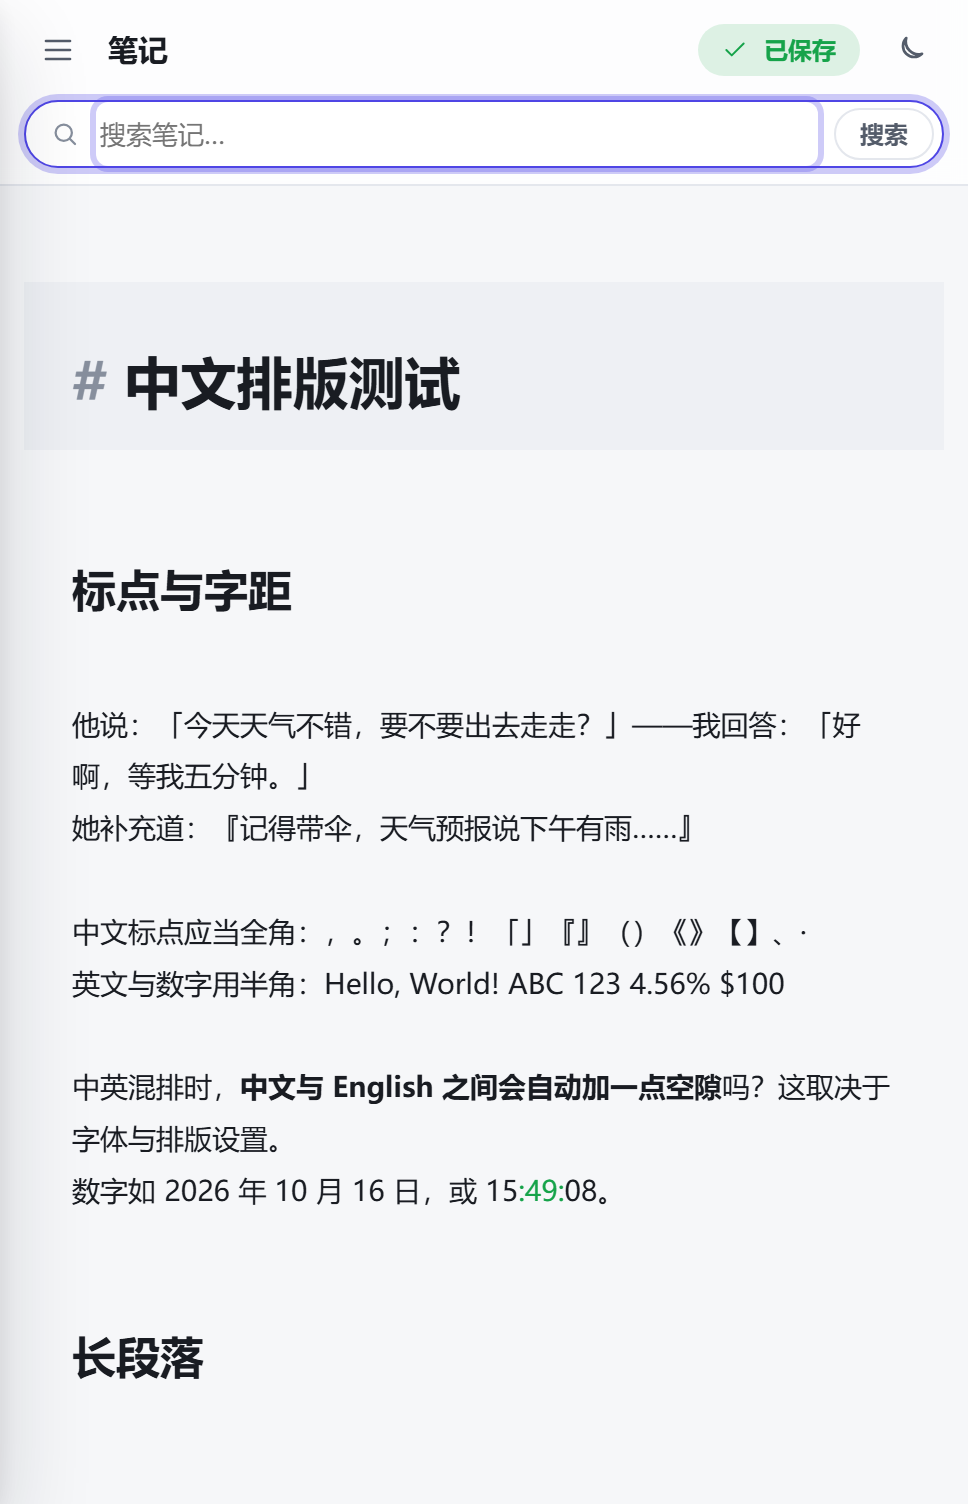 笔记
已保存
搜索笔记...
搜索
# 中文排版测试
标点与字距
他说：「今天天气不错，要不要出去走走？」——我回答：「好
啊，等我五分钟。」
她补充道：『记得带伞，天气预报说下午有雨……』
中文标点应当全角：，。；：？！「」『』（）《》【】、·
英文与数字用半角：Hello, World! ABC 123 4.56% $100
中英混排时，中文与 English 之间会自动加一点空隙吗？这取决于
字体与排版设置。
数字如 2026 年 10 月 16 日，或 15:49:08。
长段落